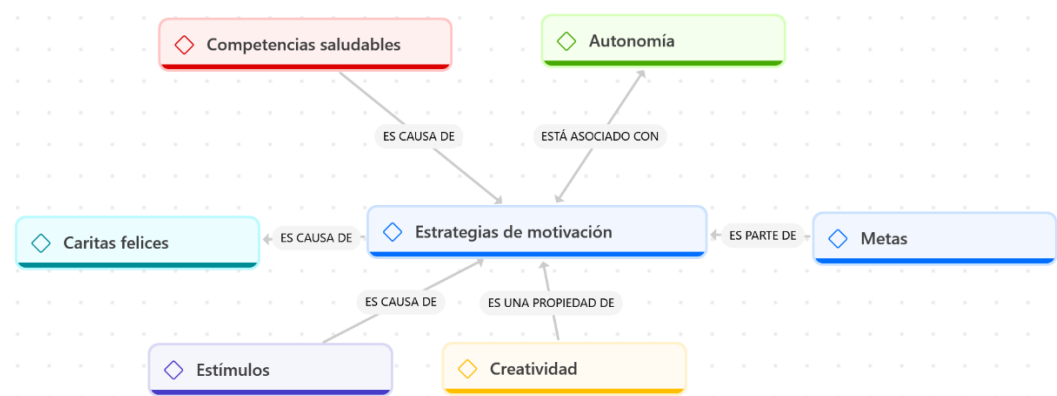 Competencias saludables
Autonomía
ES CAUSA DE
ESTÁ ASOCIADO CON
Caritas felices
ES CAUSA DE
Estrategias de motivación
ES PARTE DE
Metas
ES CAUSA DE
ES UNA PROPIEDAD DE
Estímulos
Creatividad